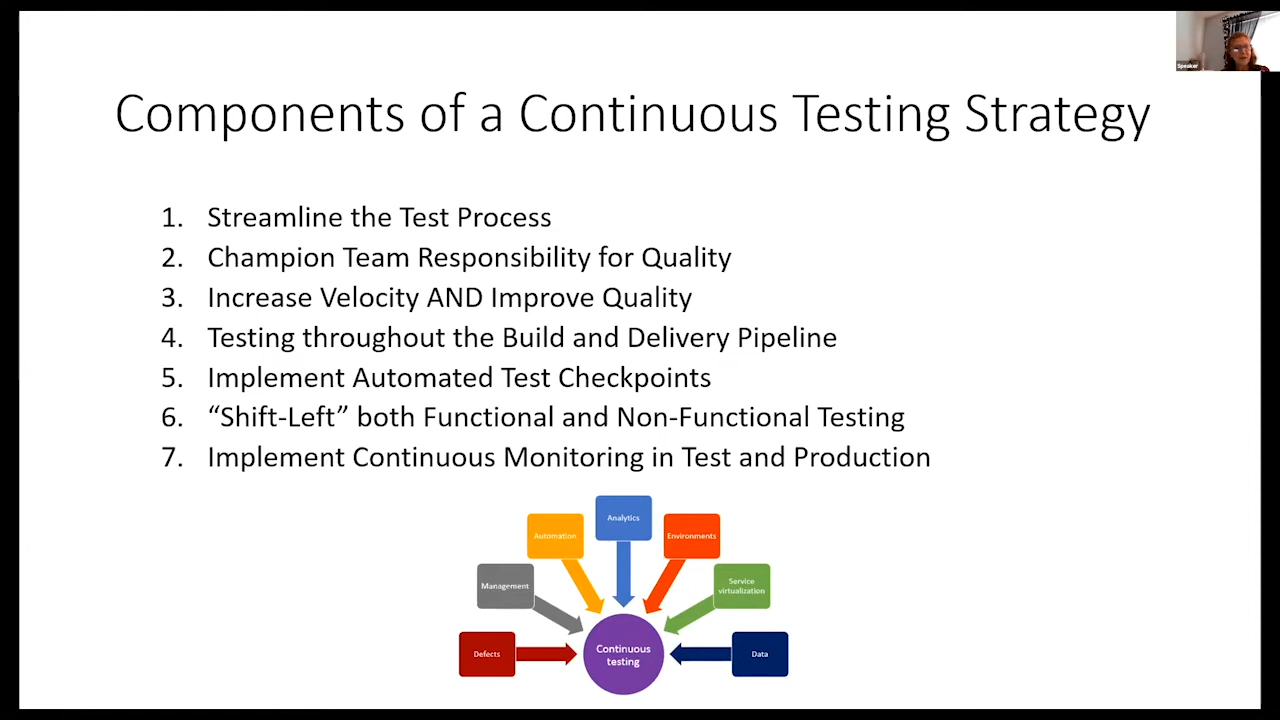 Speaker
Components of a Continuous Testing Strategy
1. Streamline the Test Process
2. Champion Team Responsibility for Quality
3. Increase Velocity AND Improve Quality
4. Testing throughout the Build and Delivery Pipeline
5. Implement Automated Test Checkpoints
6. “Shift-Left” both Functional and Non-Functional Testing
7. Implement Continuous Monitoring in Test and Production
Analytics
Automation
Environments
Management
Service
virtualization
Defects
Continuous
testing
Data